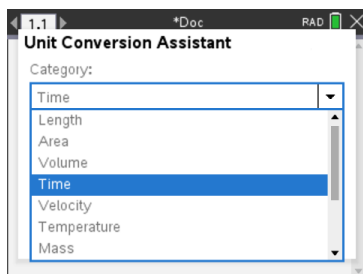 1.1 *Doc RAD
Unit Conversion Assistant
Category:
Time
Length
Area
Volume
Time
Velocity
Temperature
Mass